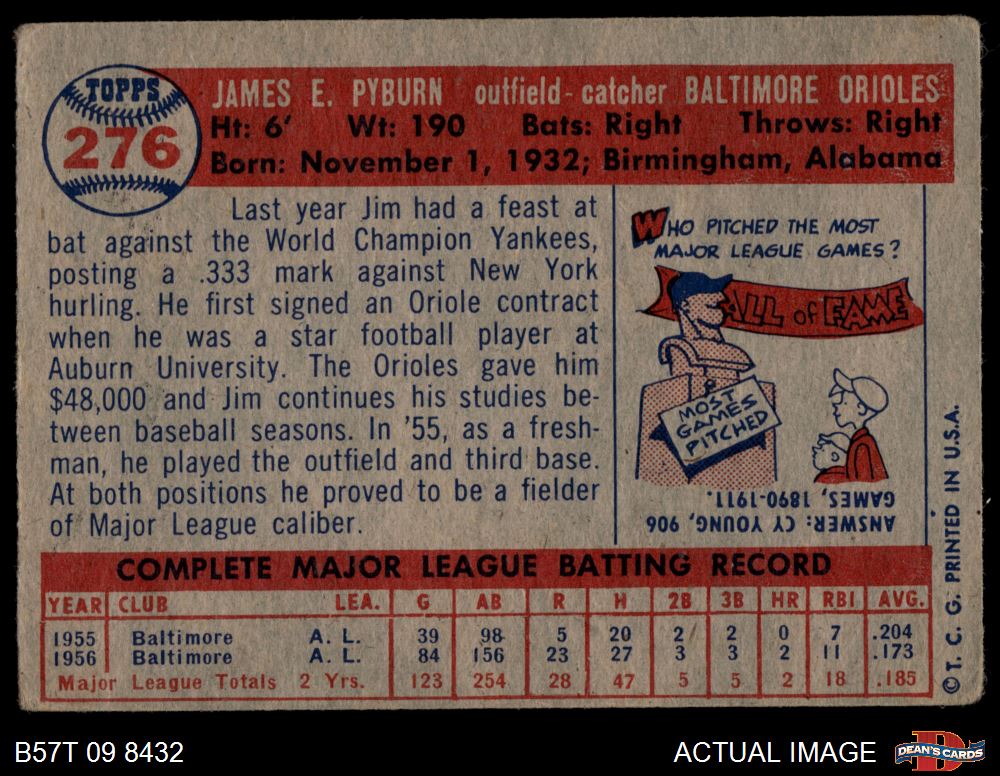 TOPPS
276
JAMES E. PYBURN outfield - catcher BALTIMORE ORIOLES
Ht: 6' Wt: 190 Bats: Right Throws: Right
Born: November 1, 1932; Birmingham, Alabama
Last year Jim had a feast at
bat against the World Champion Yankees,
posting a .333 mark against New York
hurling. He first signed an Oriole contract
when he was a star football player at
Auburn University. The Orioles gave him
$48,000 and Jim continues his studies be-
tween baseball seasons. In '55, as a fresh-
man, he played the outfield and third base.
At both positions he proved to be a fielder
of Major League caliber.
WHO PITCHED THE MOST
MAJOR LEAGUE GAMES?
ALL of FAME
MOST
GAMES
PITCHED
ANSWER: CY YOUNG, 906
GAMES, 1890-1911.
COMPLETE MAJOR LEAGUE BATTING RECORD
YEAR CLUB LEA. G AB R H 2B 3B HR RBI AVG.
1955 Baltimore A. L. 39 98 5 20 2 2 0 7 .204
1956 Baltimore A. L. 84 156 23 27 3 3 2 11 .173
Major League Totals 2 Yrs. 123 254 28 47 5 5 2 18 .185
© T. C. G. PRINTED IN U.S.A.
B57T 09 8432
ACTUAL IMAGE
DEAN'S CARDS